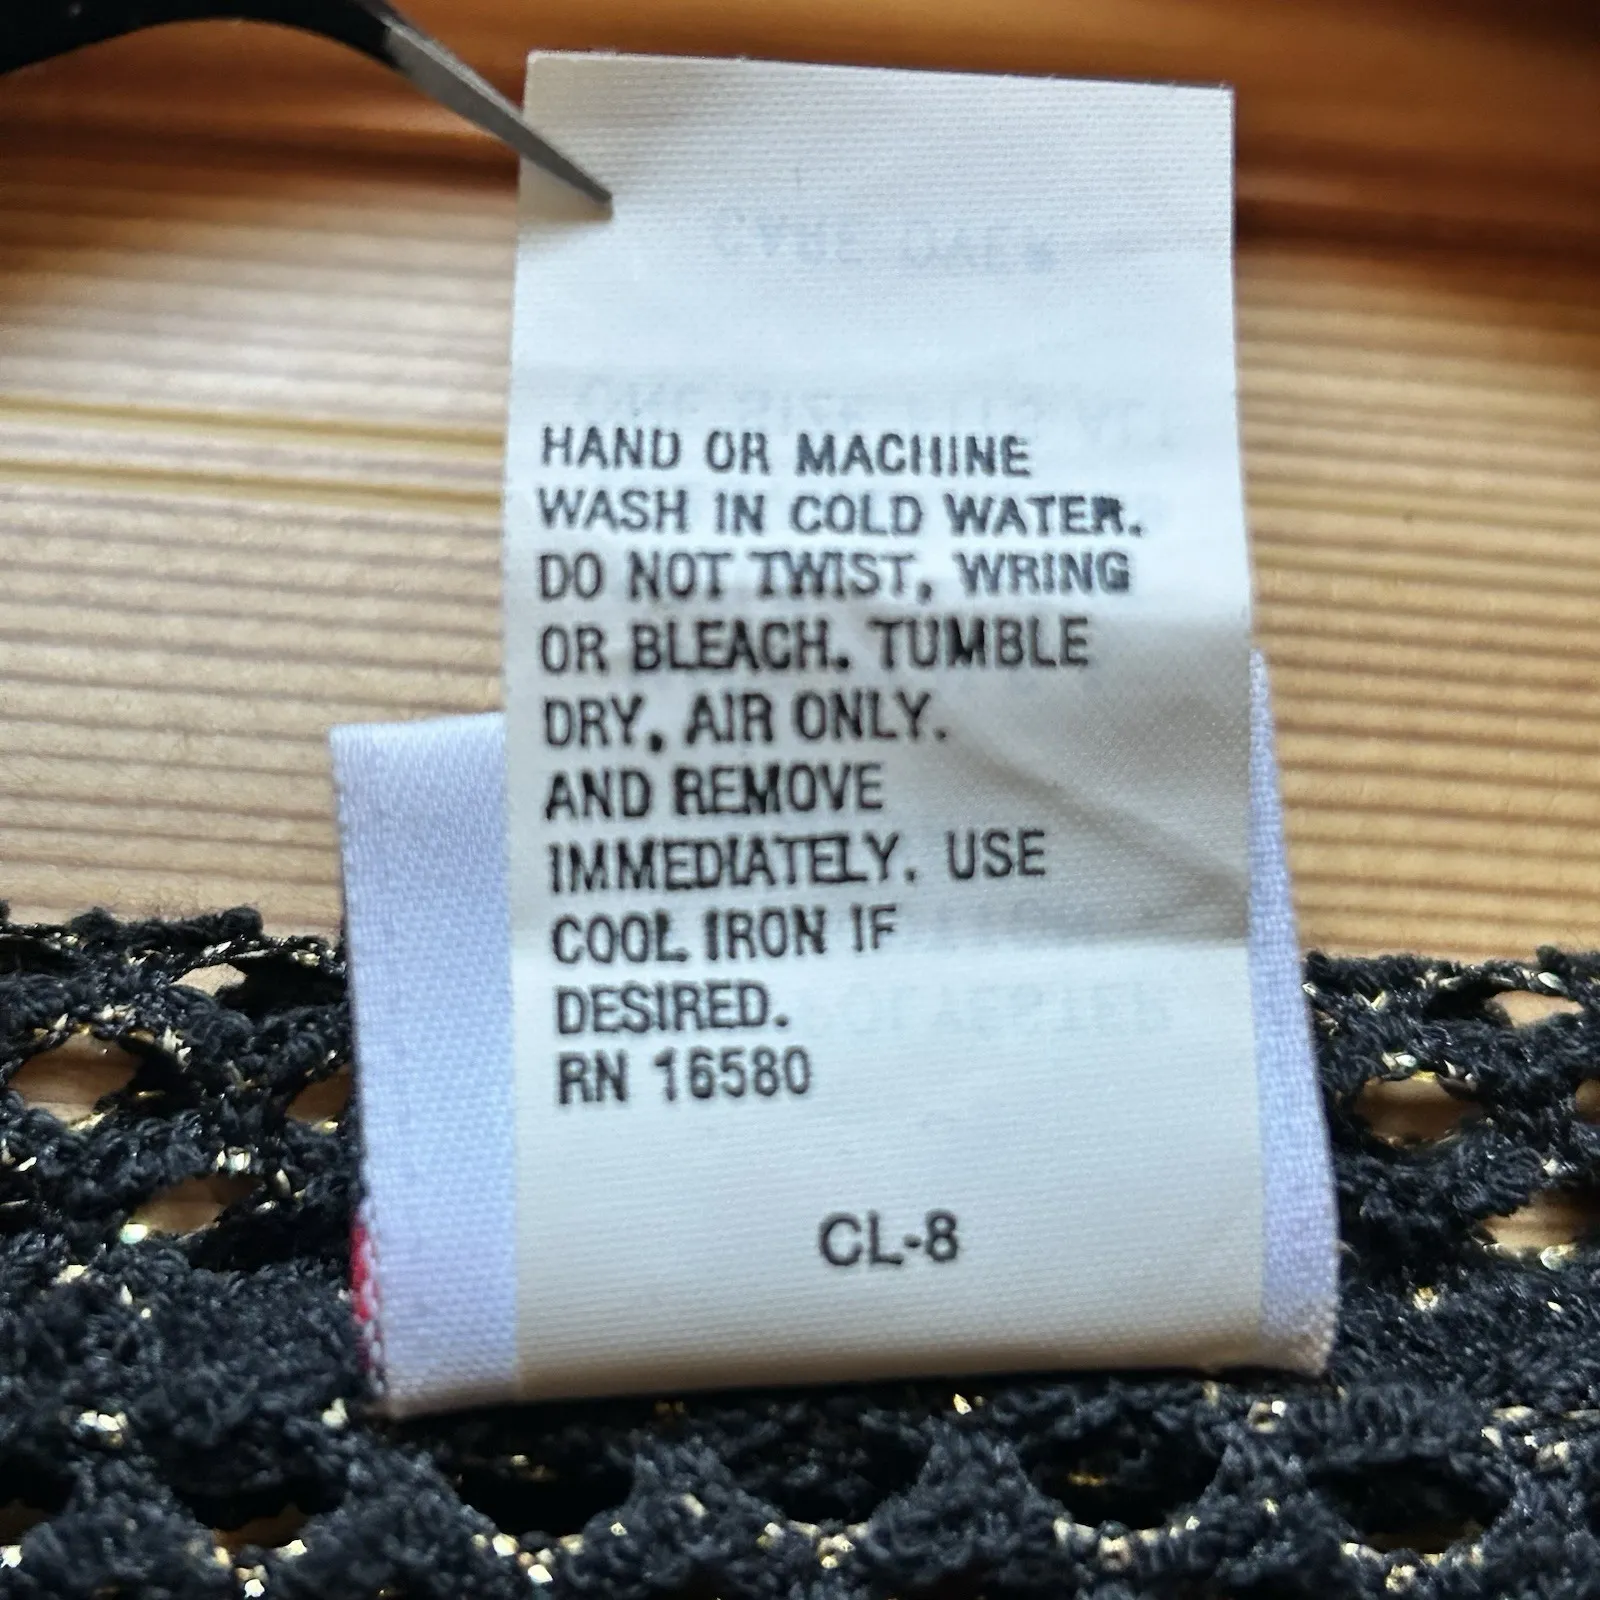 HAND OR MACHINE
WASH IN COLD WATER.
DO NOT TWIST, WRING
OR BLEACH. TUMBLE
DRY, AIR ONLY.
AND REMOVE
IMMEDIATELY. USE
COOL IRON IF
DESIRED.
RN 16580
CL-8